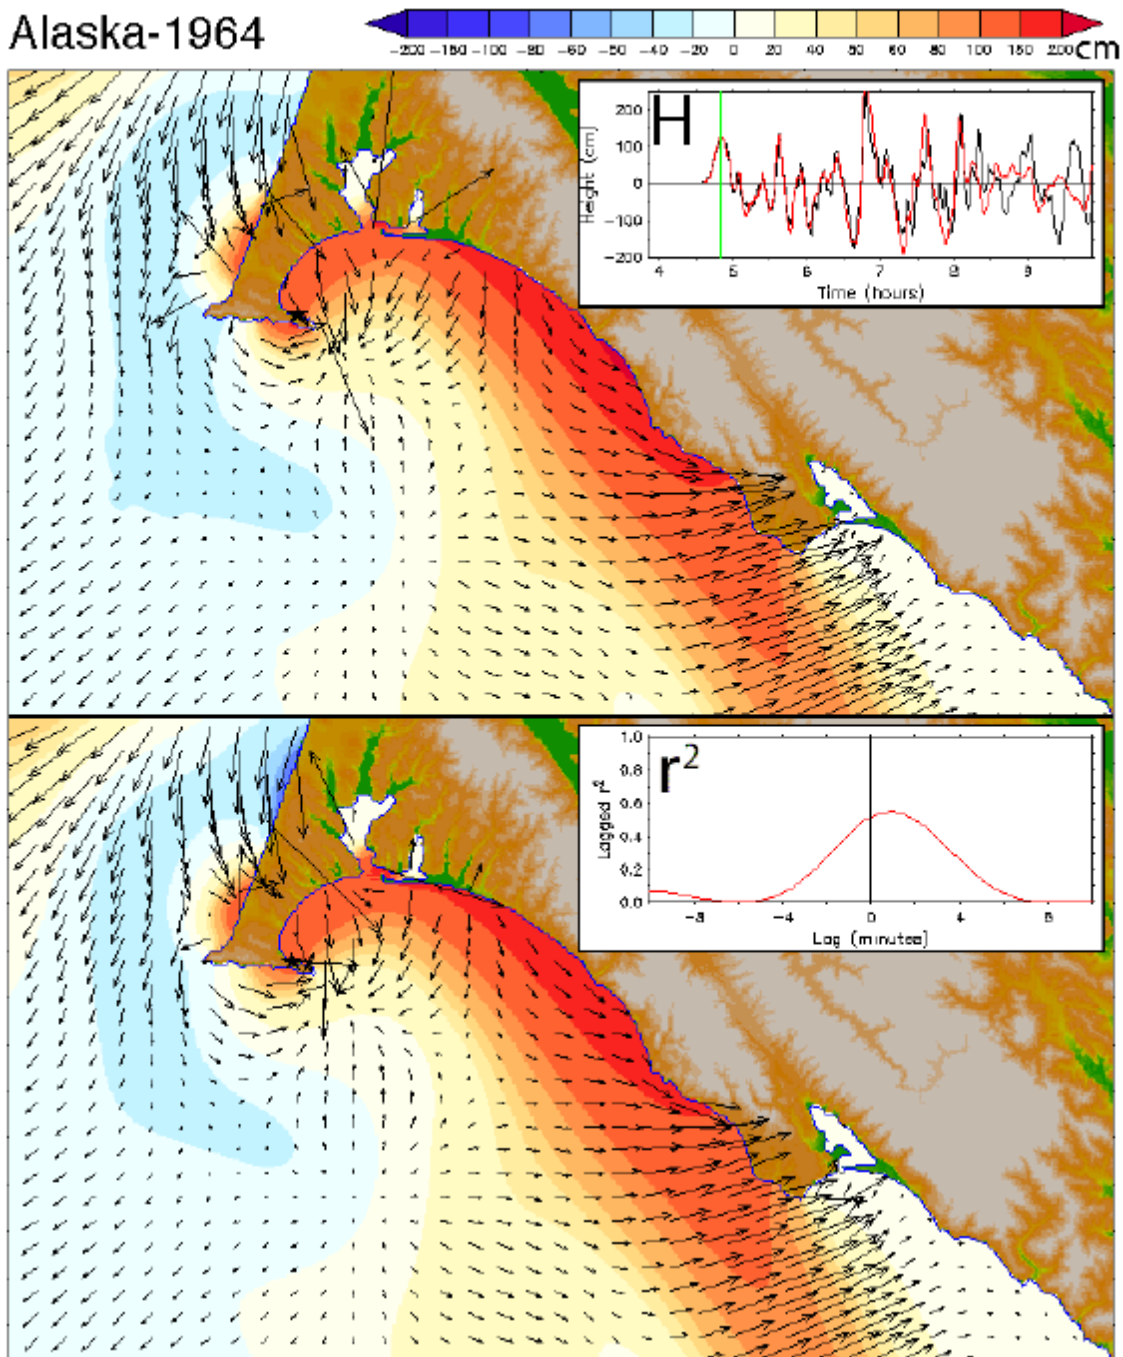 Alaska-1964
-200 -150 -100 -80 -60 -40 -20 0 20 40 60 80 100 150 200 cm
H
Height (cm)
200
100
0
-100
-200
4 5 6 7 8 9
Time (hours)
r²
Lagged r²
1.0
0.8
0.6
0.4
0.2
0.0
-8 -4 0 4 8
Lag (minutes)